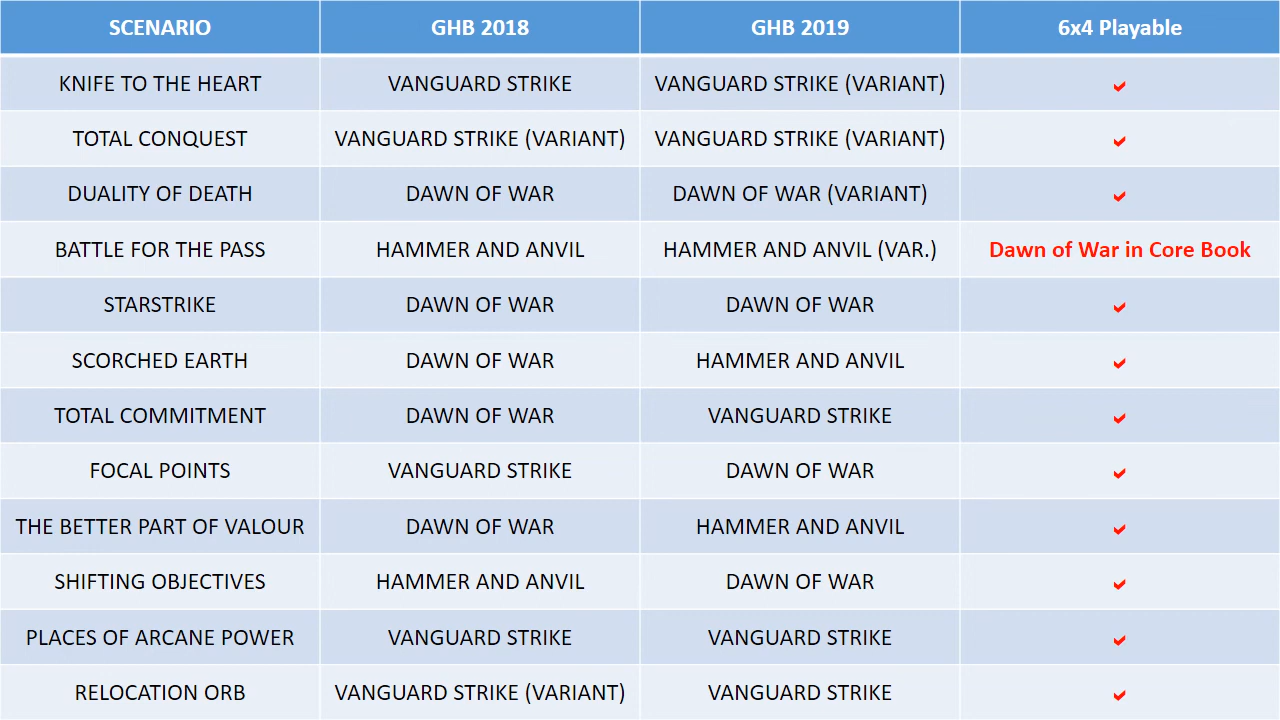 SCENARIO GHB 2018 GHB 2019 6x4 Playable
KNIFE TO THE HEART VANGUARD STRIKE VANGUARD STRIKE (VARIANT)
TOTAL CONQUEST VANGUARD STRIKE (VARIANT) VANGUARD STRIKE (VARIANT)
DUALITY OF DEATH DAWN OF WAR DAWN OF WAR (VARIANT)
BATTLE FOR THE PASS HAMMER AND ANVIL HAMMER AND ANVIL (VAR.) Dawn of War in Core Book
STARSTRIKE DAWN OF WAR DAWN OF WAR
SCORCHED EARTH DAWN OF WAR HAMMER AND ANVIL
TOTAL COMMITMENT DAWN OF WAR VANGUARD STRIKE
FOCAL POINTS VANGUARD STRIKE DAWN OF WAR
THE BETTER PART OF VALOUR DAWN OF WAR HAMMER AND ANVIL
SHIFTING OBJECTIVES HAMMER AND ANVIL DAWN OF WAR
PLACES OF ARCANE POWER VANGUARD STRIKE VANGUARD STRIKE
RELOCATION ORB VANGUARD STRIKE (VARIANT) VANGUARD STRIKE